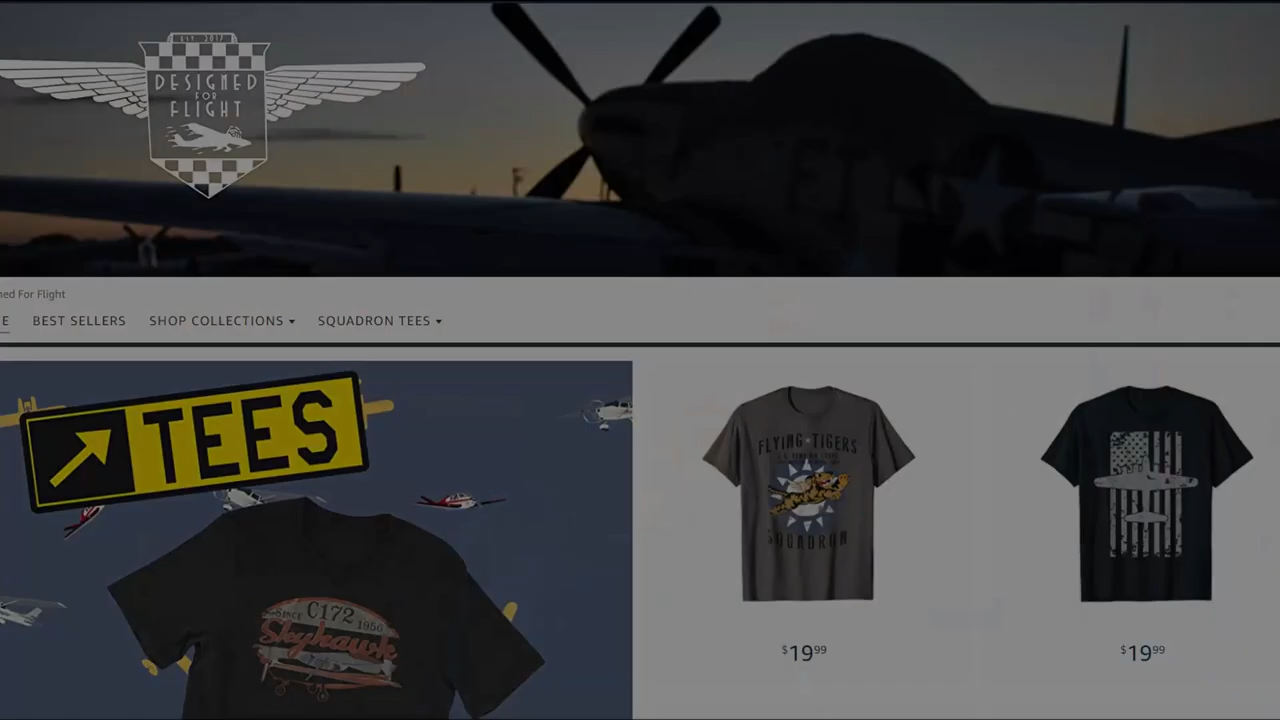 EST 2017
DESIGNED
FOR
FLIGHT
ned For Flight
E
BEST SELLERS
SHOP COLLECTIONS
SQUADRON TEES
TEES
SINCE C172 1956
Skyhawk
FLYING TIGERS
SQUADRON
$19 99
$19 99